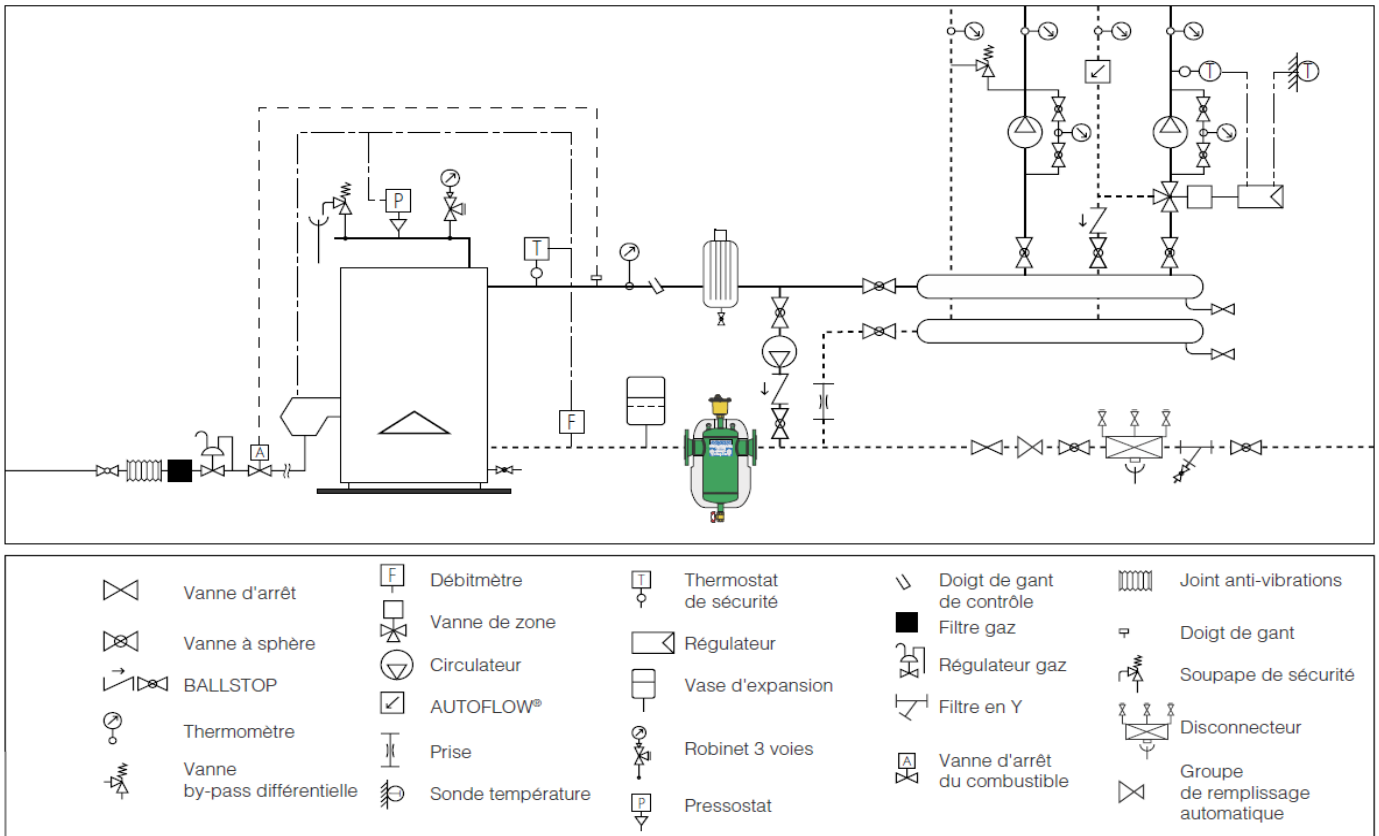 T
T
P
T
F
A
A
Vanne d'arrêt
Vanne à sphère
BALLSTOP
Thermomètre
Vanne
by-pass différentielle
F
Débitmètre
Vanne de zone
Circulateur
AUTOFLOW®
Prise
Sonde température
T
Thermostat
de sécurité
Régulateur
Vase d'expansion
Robinet 3 voies
P
Pressostat
Doigt de gant
de contrôle
Filtre gaz
Régulateur gaz
Filtre en Y
A
Vanne d'arrêt
du combustible
Joint anti-vibrations
Doigt de gant
Soupape de sécurité
Disconnecteur
Groupe
de remplissage
automatique